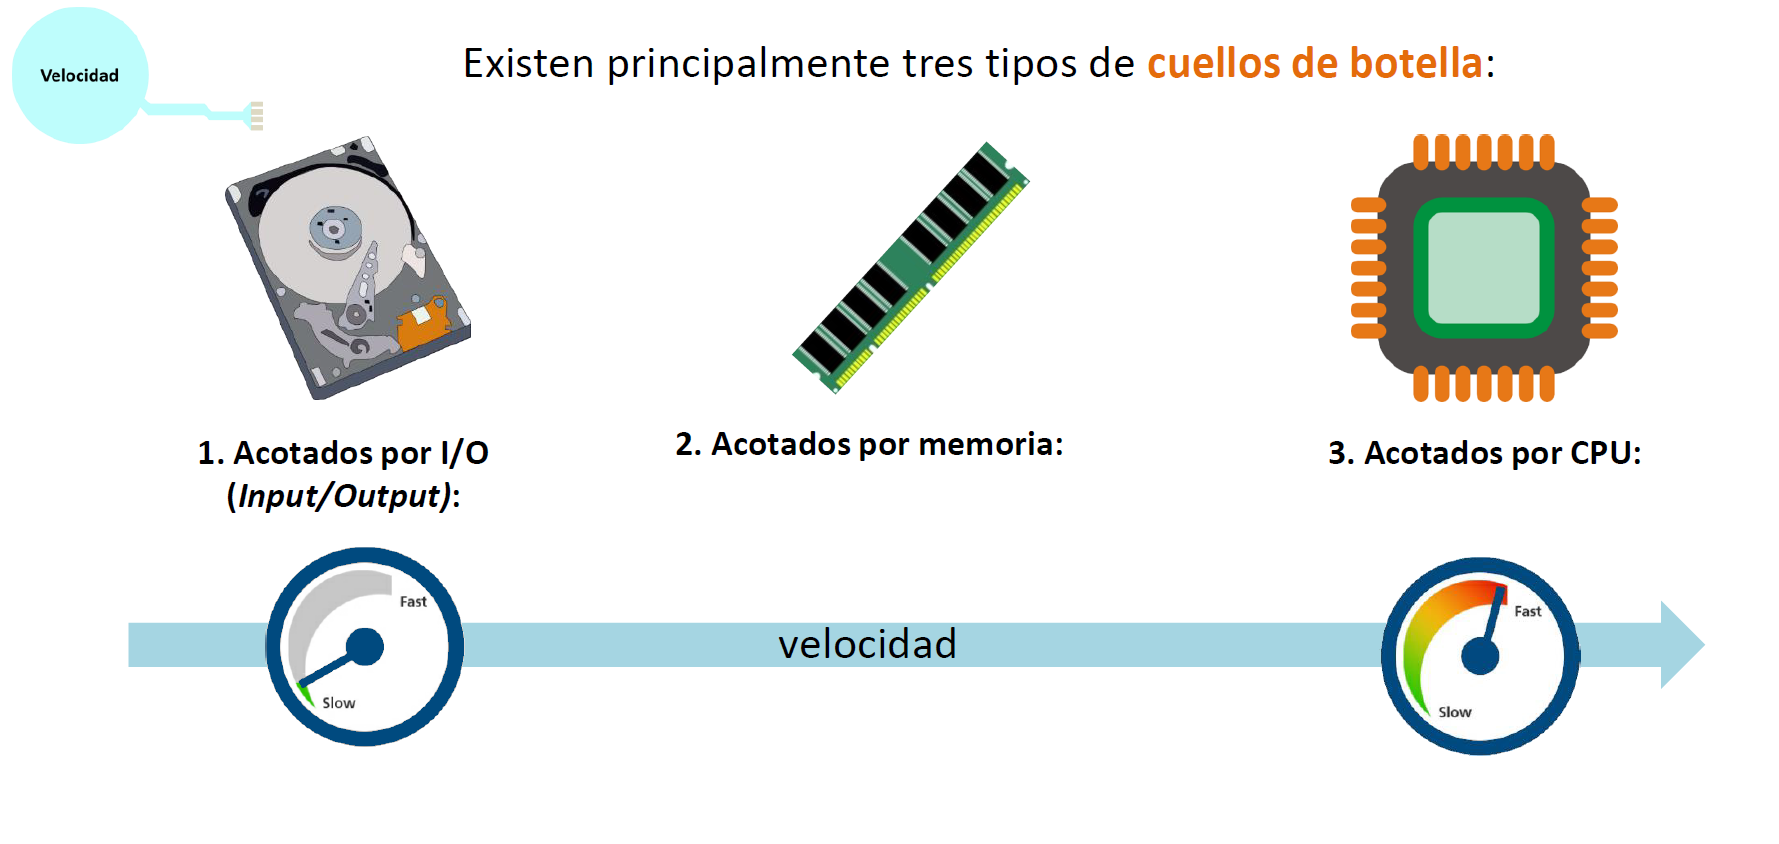 Velocidad
Existen principalmente tres tipos de cuellos de botella:
1. Acotados por I/O
(Input/Output):
2. Acotados por memoria:
3. Acotados por CPU:
Fast
Slow
velocidad
Fast
Slow